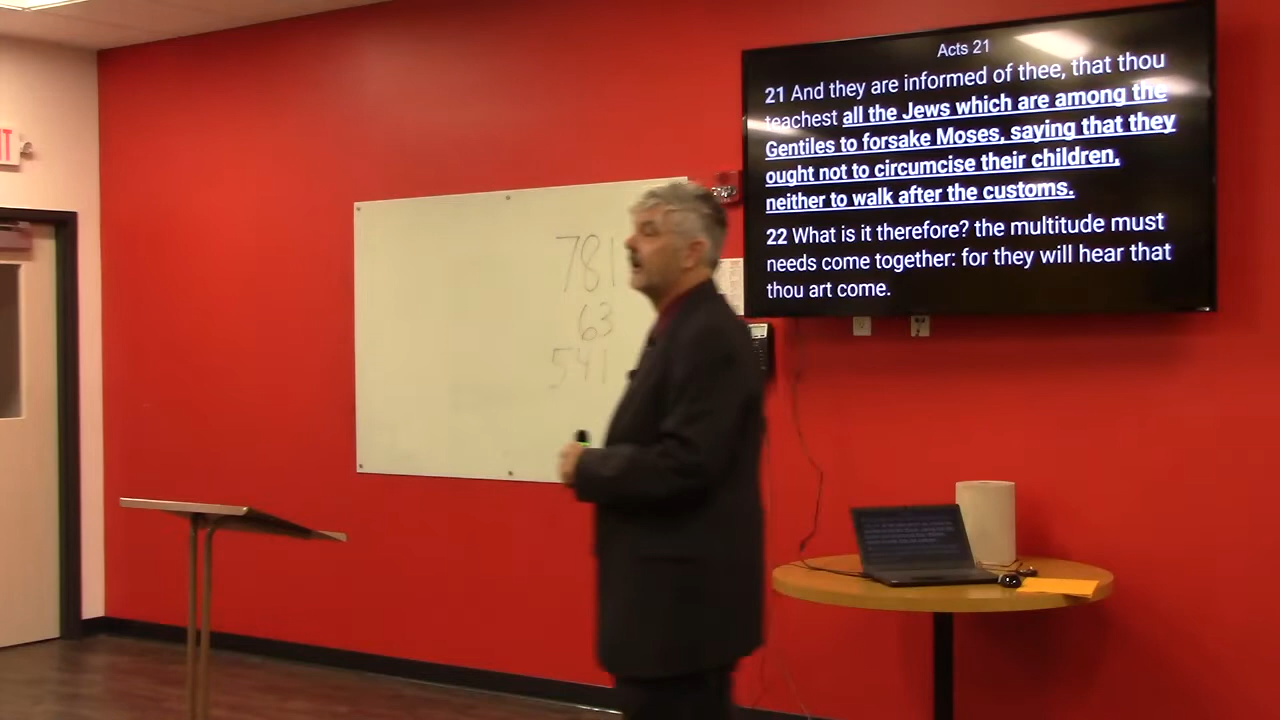 Acts 21
21 And they are informed of thee, that thou
teachest all the Jews which are among the
Gentiles to forsake Moses, saying that they
ought not to circumcise their children,
neither to walk after the customs.
22 What is it therefore? the multitude must
needs come together: for they will hear that
thou art come.
781
63
541